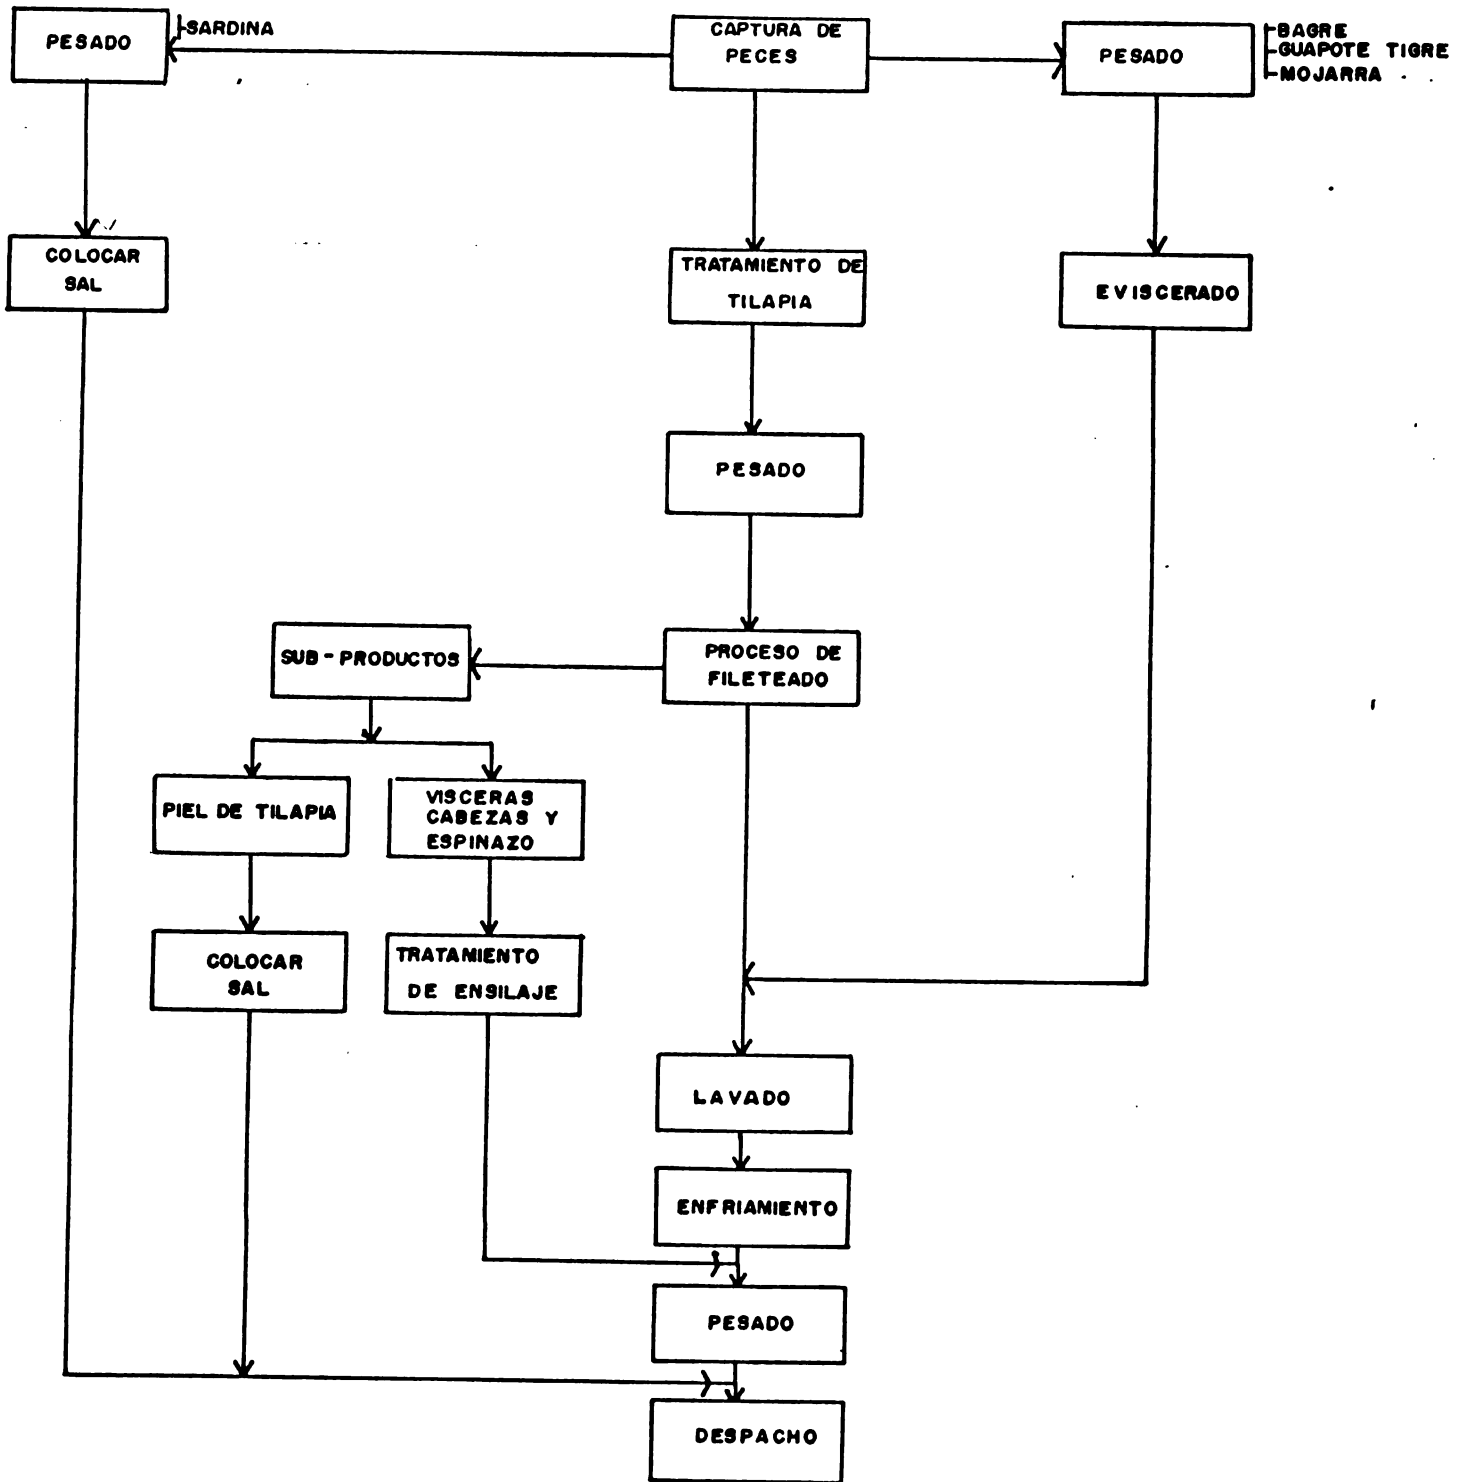 PESADO
SARDINA
CAPTURA DE
PECES
PESADO
BAGRE
GUAPOTE TIGRE
MOJARRA
COLOCAR
SAL
TRATAMIENTO DE
TILAPIA
EVISCERADO
PESADO
SUB-PRODUCTOS
PROCESO DE
FILETEADO
PIEL DE TILAPIA
VISCERAS
CABEZAS Y
ESPINAZO
COLOCAR
SAL
TRATAMIENTO
DE ENSILAJE
LAVADO
ENFRIAMIENTO
PESADO
DESPACHO